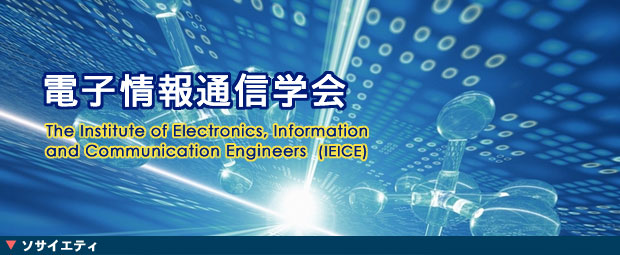 電子情報通信学会
The Institute of Electronics, Information
and Communication Engineers (IEICE)
▼ソサイエティ